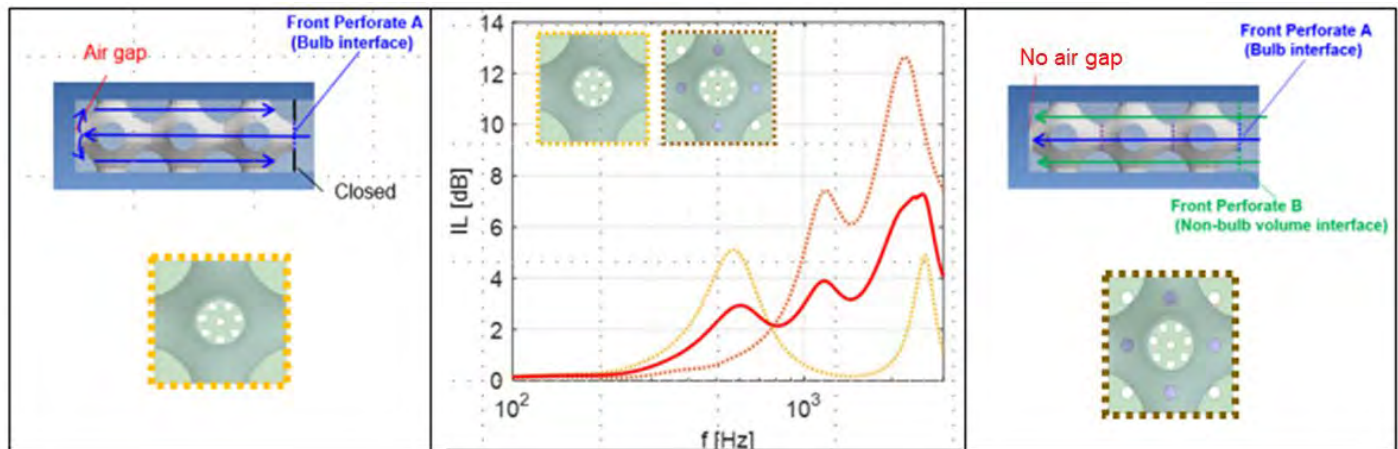 Front Perforate A
(Bulb interface)
Air gap
Closed
14
12
10
8
6
4
2
0
IL [dB]
10²
10³
f [Hz]
Front Perforate A
(Bulb interface)
No air gap
Front Perforate B
(Non-bulb volume interface)